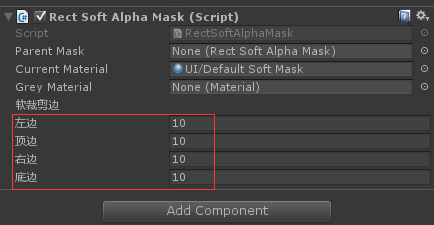 Rect Soft Alpha Mask (Script)
Script RectSoftAlphaMask
Parent Mask None (Rect Soft Alpha Mask)
Current Material UI/Default Soft Mask
Grey Material None (Material)
软裁剪边
左边 10
顶边 10
右边 10
底边 10
Add Component